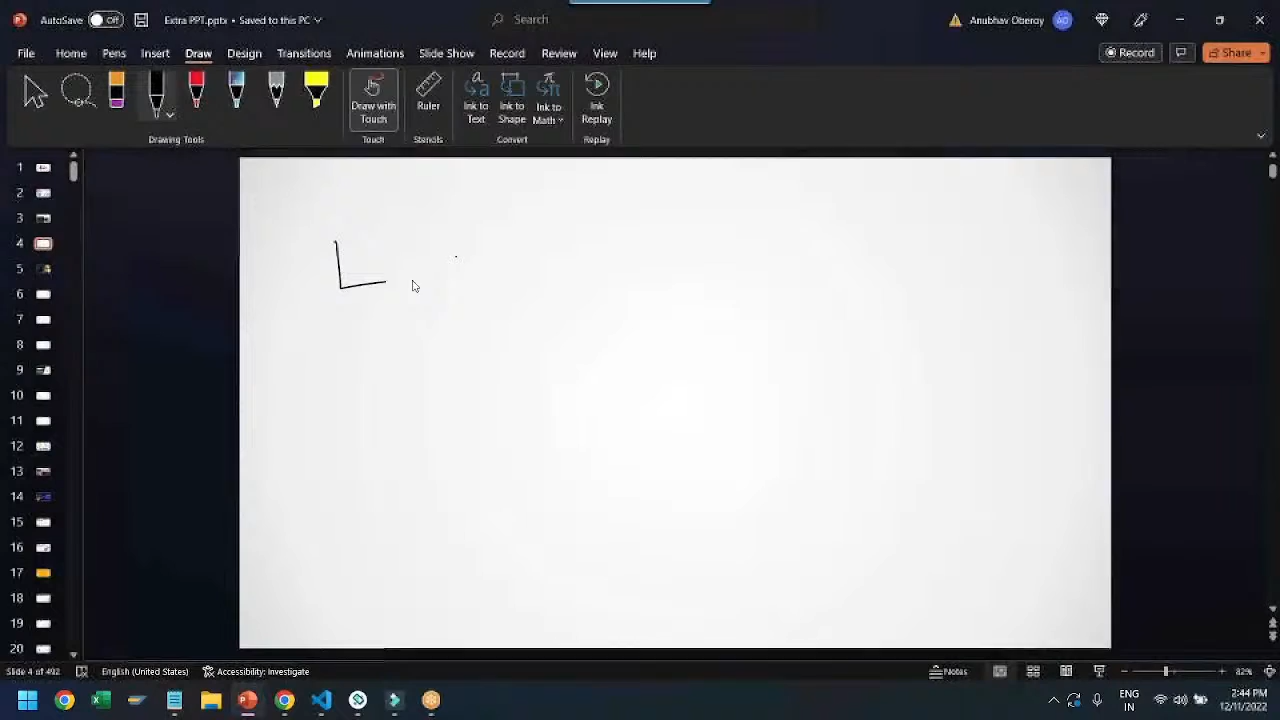 AutoSave Off Extra PPT.pptx • Saved to this PC Search Anubhav Oberoy AO
File Home Pens Insert Draw Design Transitions Animations Slide Show Record Review View Help Record Share
Draw with Touch Ruler Ink to Text Ink to Shape Ink to Math Ink Replay
Drawing Tools Touch Stencils Convert Replay
1
2
3
4
5
6
7
8
9
10
11
12
13
14
15
16
17
18
19
20
L
Slide 4 of 492 English (United States) Accessibility: Investigate Notes 82%
ENG IN 2:44 PM 12/11/2022